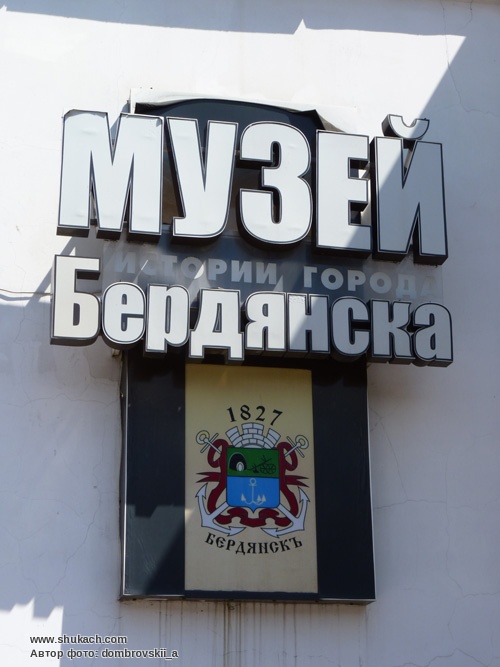 МУЗЕЙ
ИСТОРИИ ГОРОДА
Бердянска
1827
БЕРДЯНСКЪ
www.shukach.com
Автор фото: dombrovskii_a